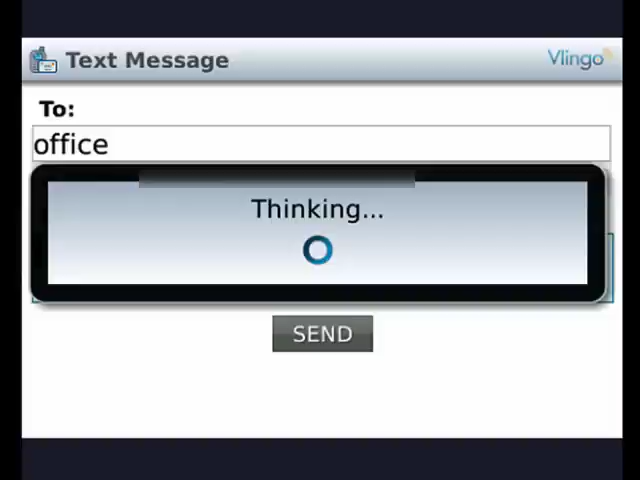 Text Message
Vlingo
To:
office
Thinking...
SEND